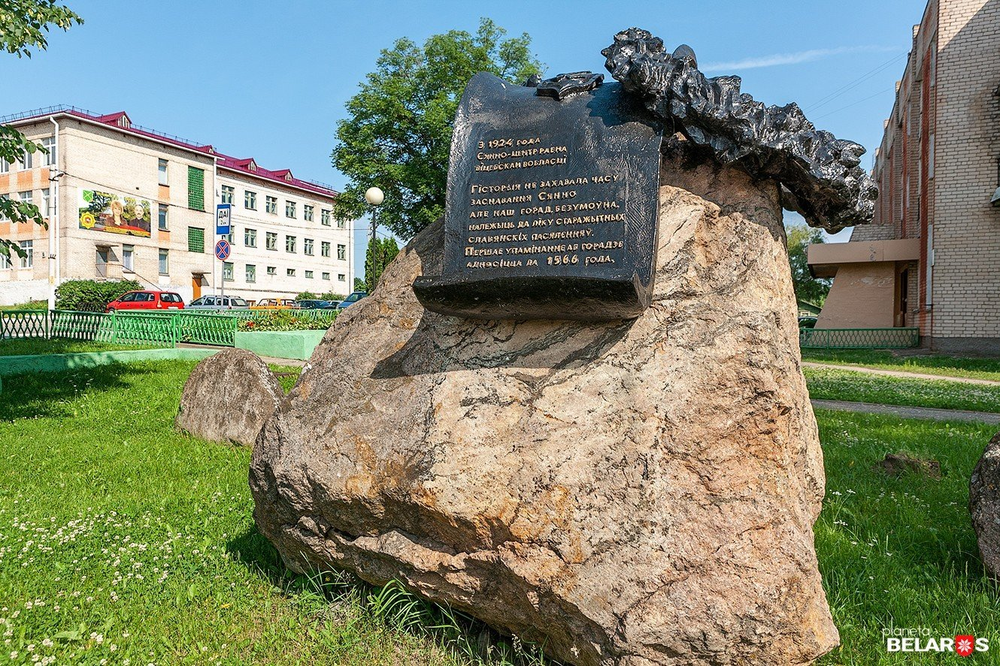 З 1924 года
Сянно-центр раёна
Віцебскай вобласці
Гісторыя не захавала часу
заснавання Сянно
але наш горад, безумоўна,
належыць да ліку старажытных
славянскіх паселенняў.
Першае упамінанне аб горадзе
адносіцца да 1566 года.
ДАІ
planeta
BELARUS